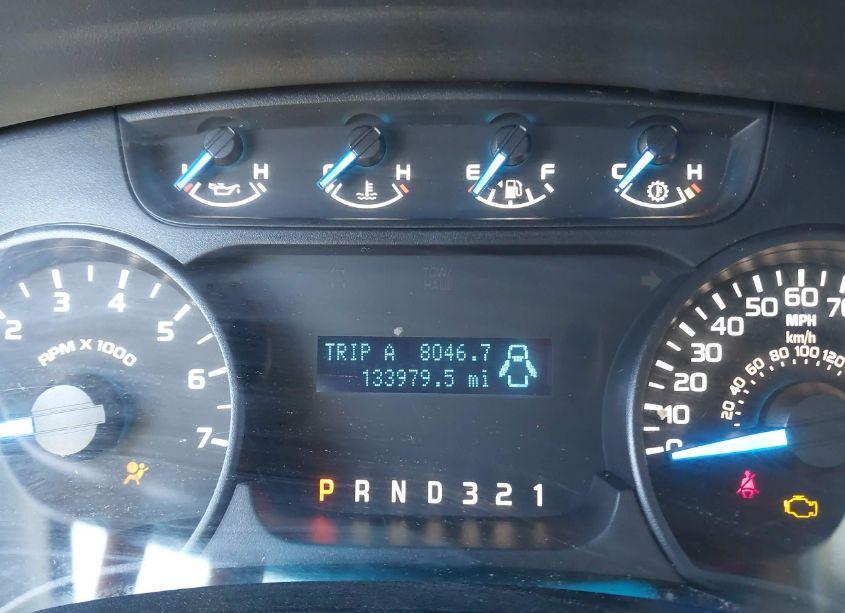 L H
C H
E F
C H
TOW/
HAUL
2 3 4 5 6 7
RPM X 1000
TRIP A 8046.7
133979.5 mi
P R N D 3 2 1
0 10 20 30 40 50 60 70
MPH
km/h
20 40 60 80 100 120